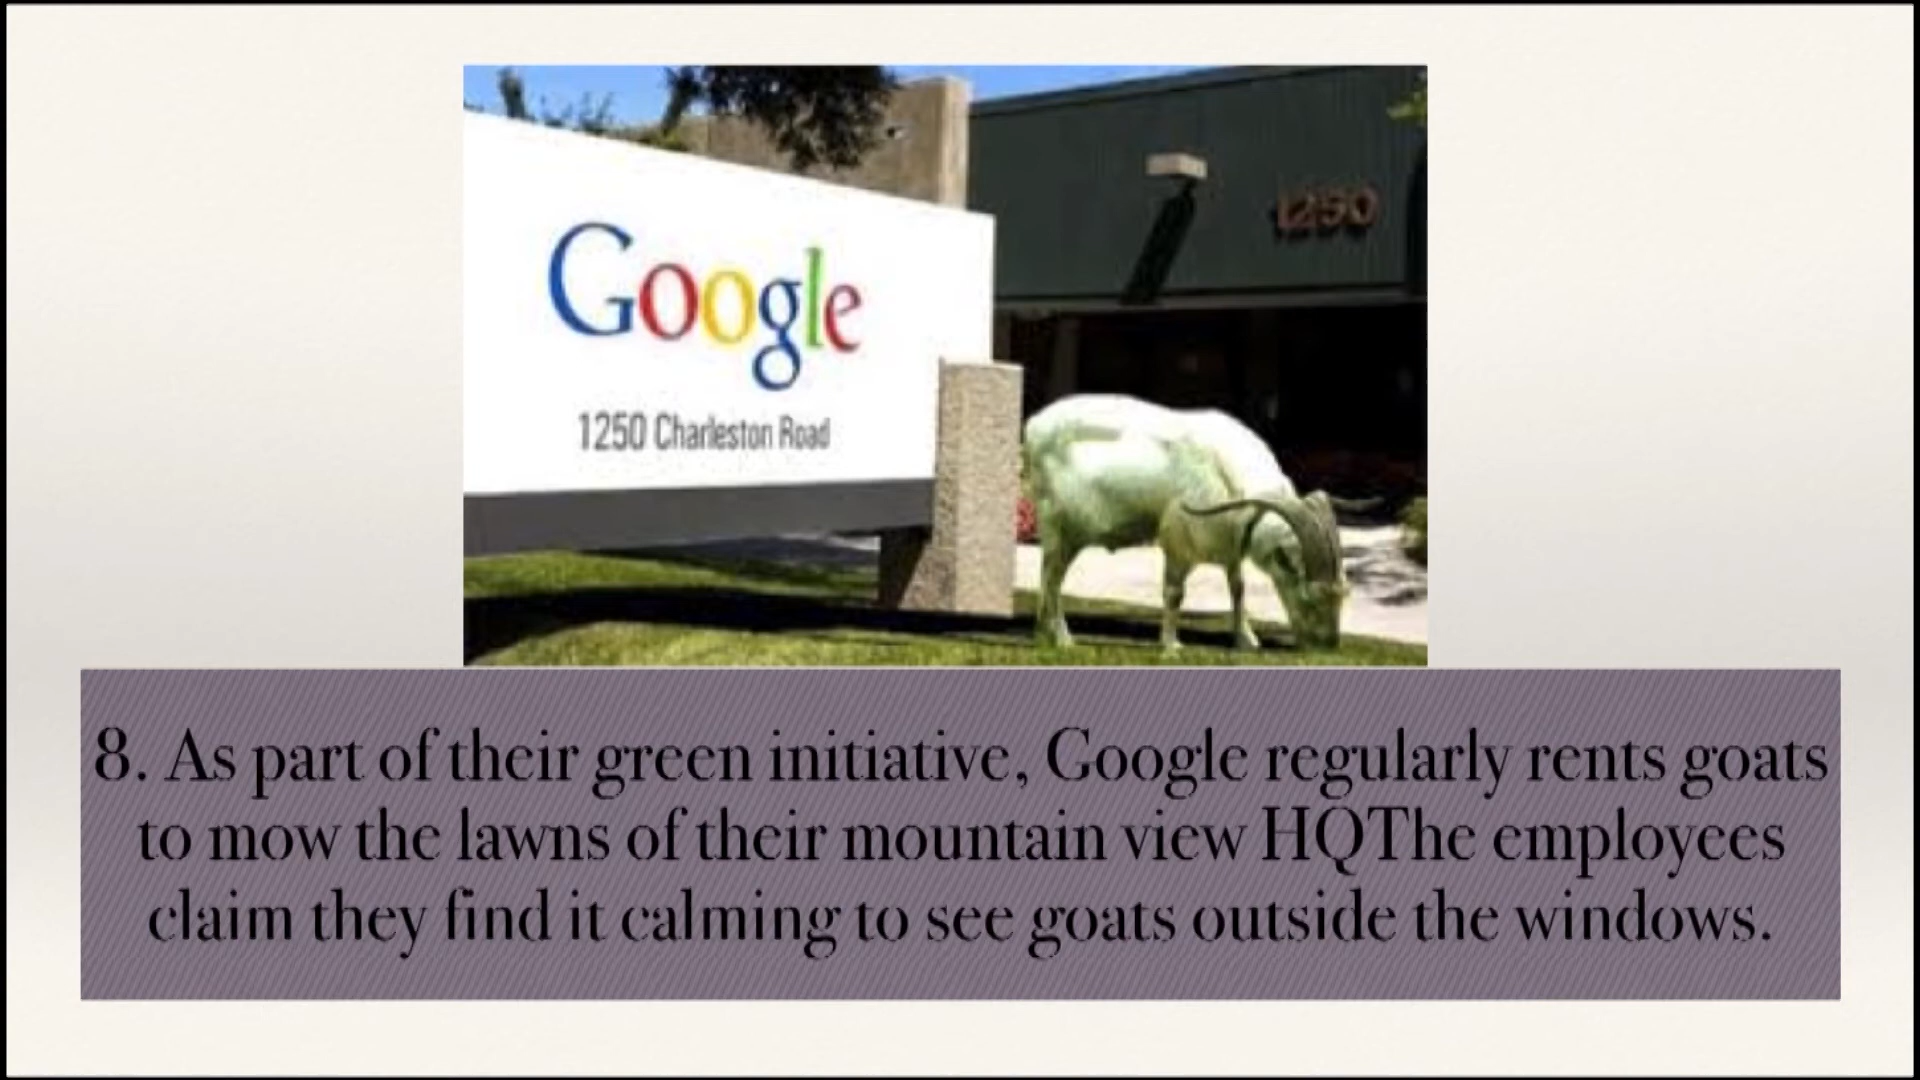 Google
1250 Charleston Road
1250
8. As part of their green initiative, Google regularly rents goats
to mow the lawns of their mountain view HQThe employees
claim they find it calming to see goats outside the windows.